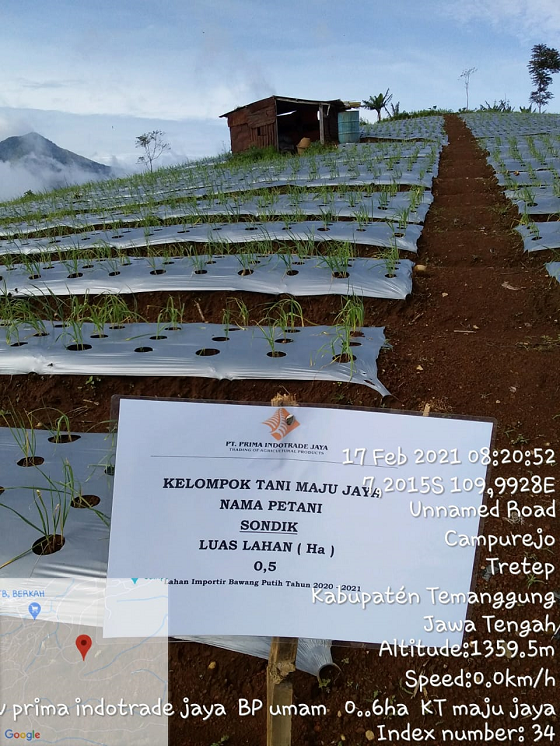 PT. PRIMA INDOTRADE JAYA
TRADING OF AGRICULTURAL PRODUCTS
KELOMPOK TANI MAJU JAYA
NAMA PETANI
SONDIK
LUAS LAHAN ( Ha )
0,5
Lahan Importir Bawang Putih Tahun 2020 - 2021
17 Feb 2021 08:20:52
7,2015S 109,9928E
Unnamed Road
Campurejo
Tretep
Kabupatén Temanggung
Jawa Tengah
Altitude:1359.5m
Speed:0.0km/h
prima indotrade jaya BP umam 0..6ha KT maju jaya
Index number: 34
B. BERKAH
Google